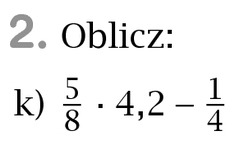 2. Oblicz:
k) 5/8 · 4,2 – 1/4